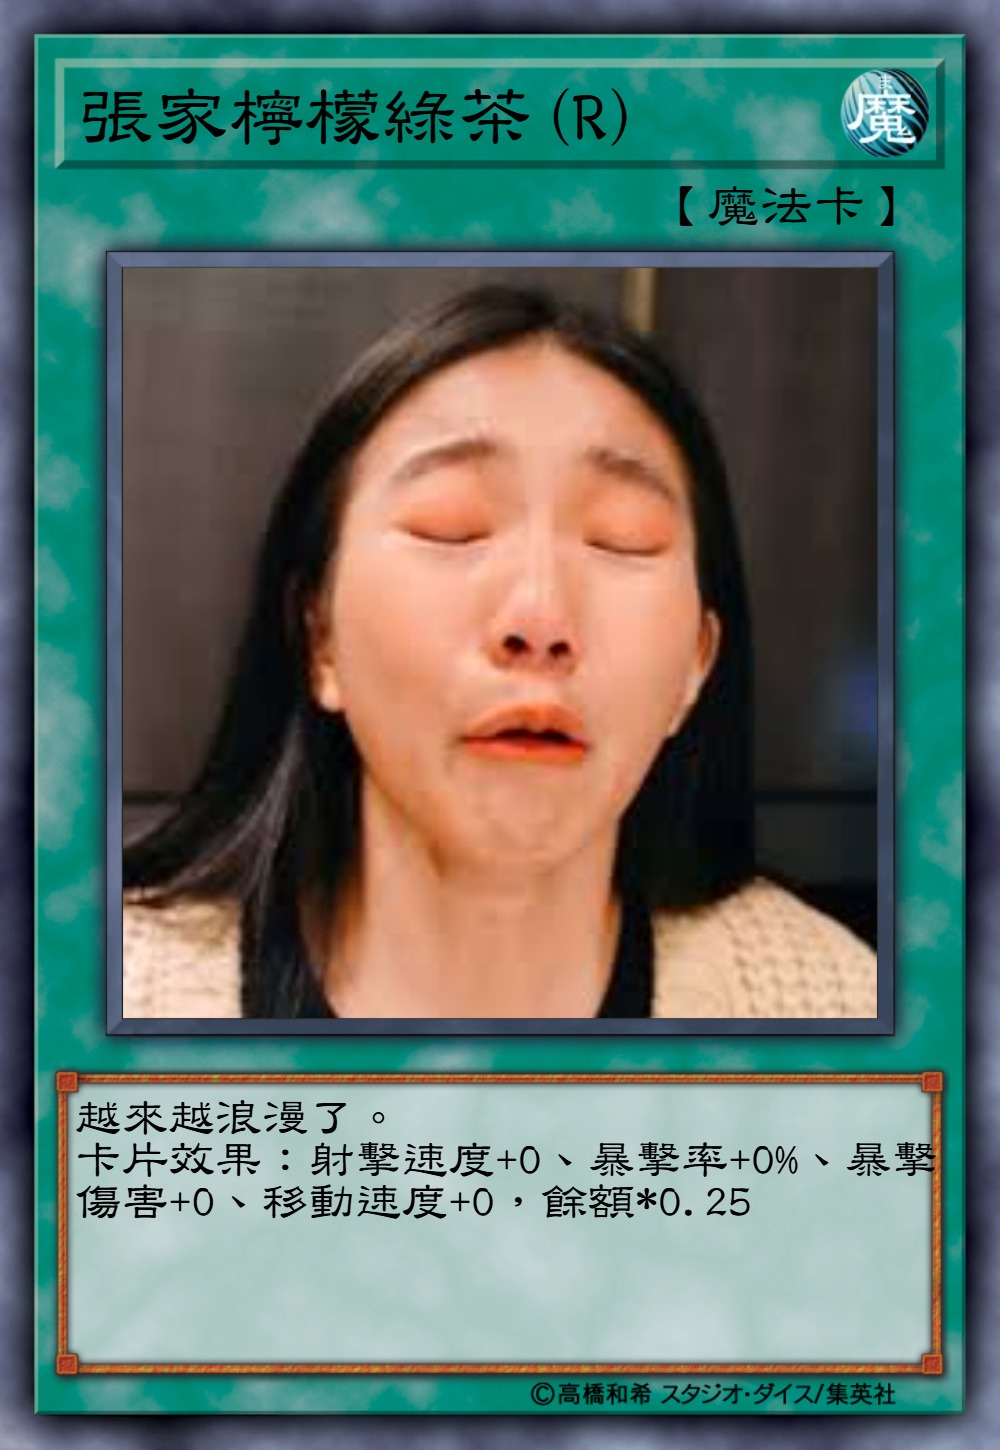 張家檸檬綠茶(R)
ま
魔
【魔法卡】
越來越浪漫了。
卡片效果：射擊速度+0、暴擊率+0%、暴擊
傷害+0、移動速度+0，餘額*0.25
©高橋和希 スタジオ・ダイス/集英社